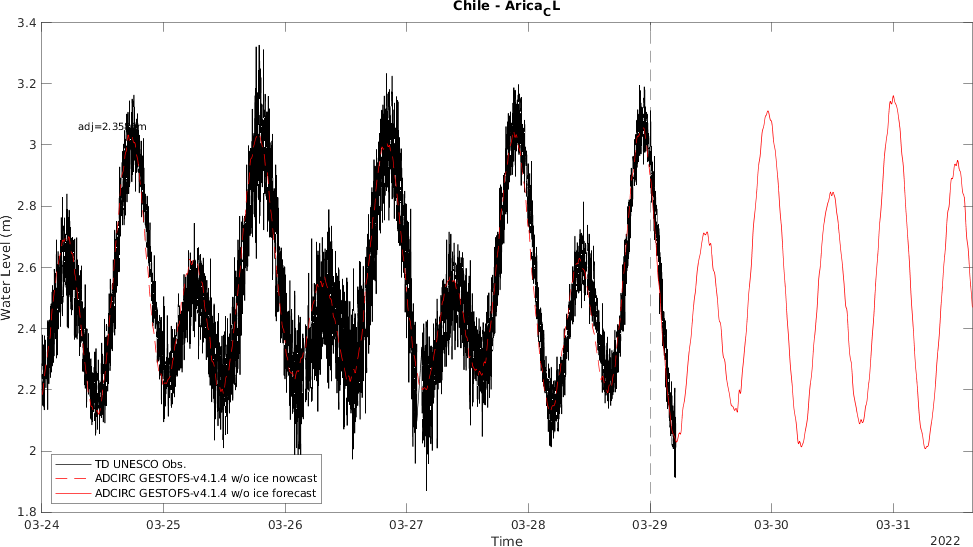 Chile - Arica_CL
3.4
3.2
3
2.8
2.6
2.4
2.2
2
1.8
Water Level (m)
TD UNESCO Obs.
ADCIRC GESTOFS-v4.1.4 w/o ice nowcast
ADCIRC GESTOFS-v4.1.4 w/o ice forecast
03-24 03-25 03-26 03-27 03-28 03-29 03-30 03-31
Time
2022